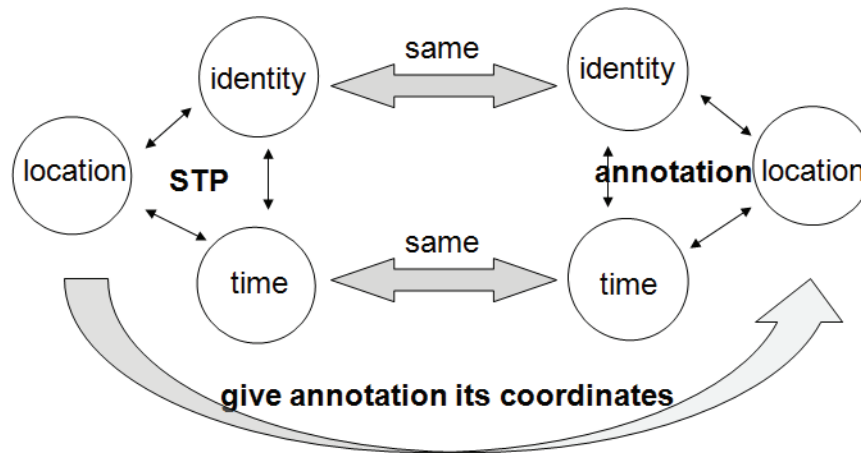 same
identity
identity
location
STP
annotation
location
same
time
time
give annotation its coordinates